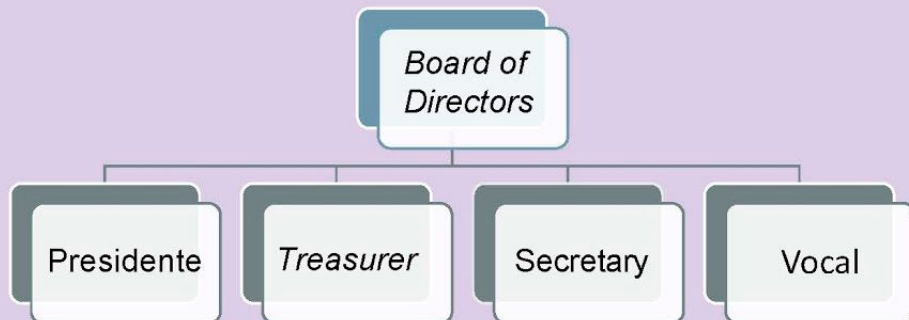 Board of
Directors
Presidente
Treasurer
Secretary
Vocal